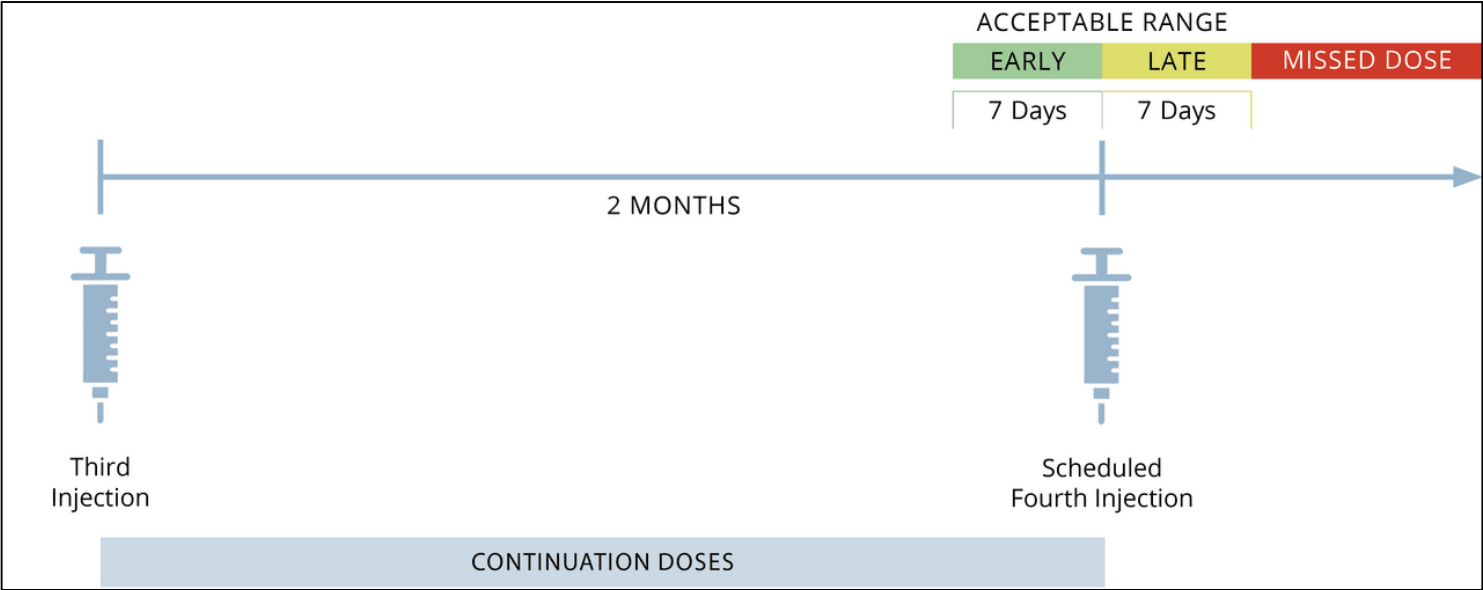 ACCEPTABLE RANGE
EARLY LATE MISSED DOSE
7 Days 7 Days
2 MONTHS
Third
Injection
Scheduled
Fourth Injection
CONTINUATION DOSES